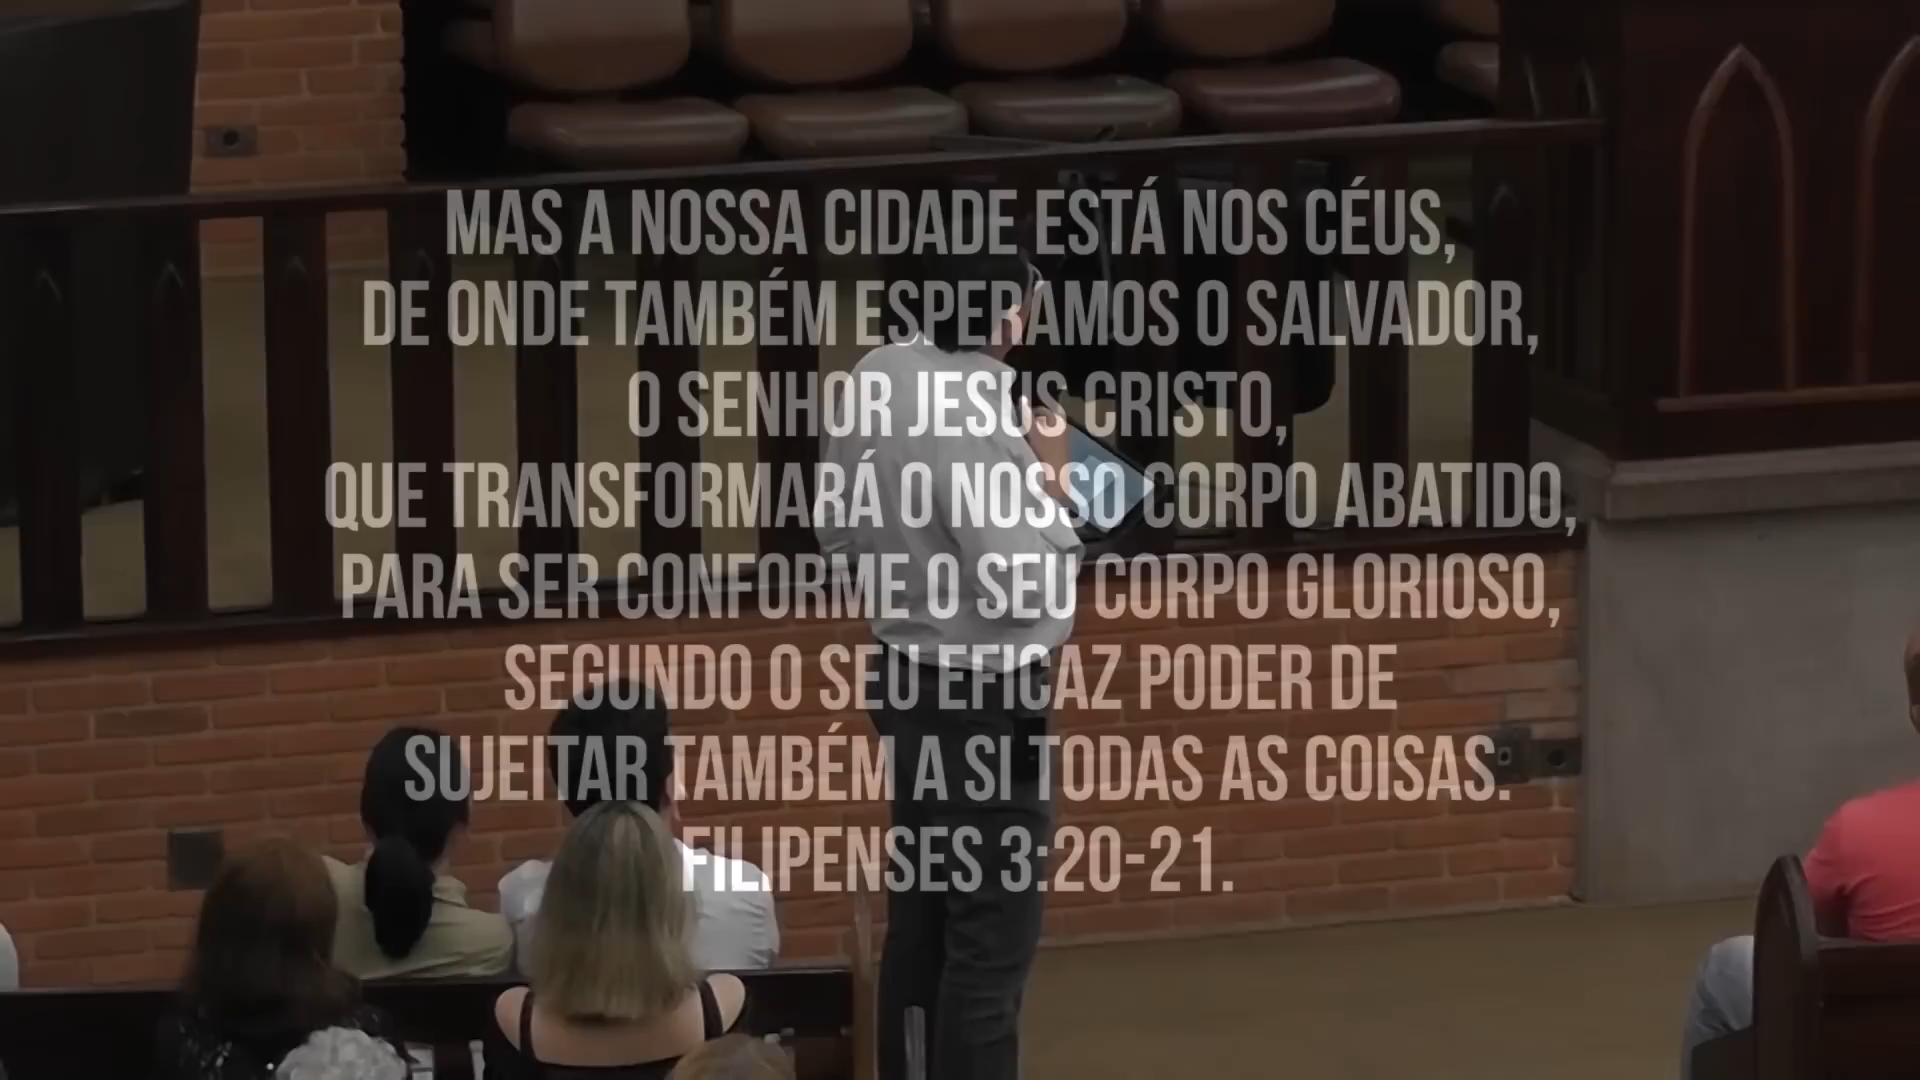 MAS A NOSSA CIDADE ESTÁ NOS CÉUS,
DE ONDE TAMBÉM ESPERAMOS O SALVADOR,
O SENHOR JESUS CRISTO,
QUE TRANSFORMARÁ O NOSSO CORPO ABATIDO,
PARA SER CONFORME O SEU CORPO GLORIOSO,
SEGUNDO O SEU EFICAZ PODER DE
SUJEITAR TAMBÉM A SI TODAS AS COISAS.
FILIPENSES 3:20-21.